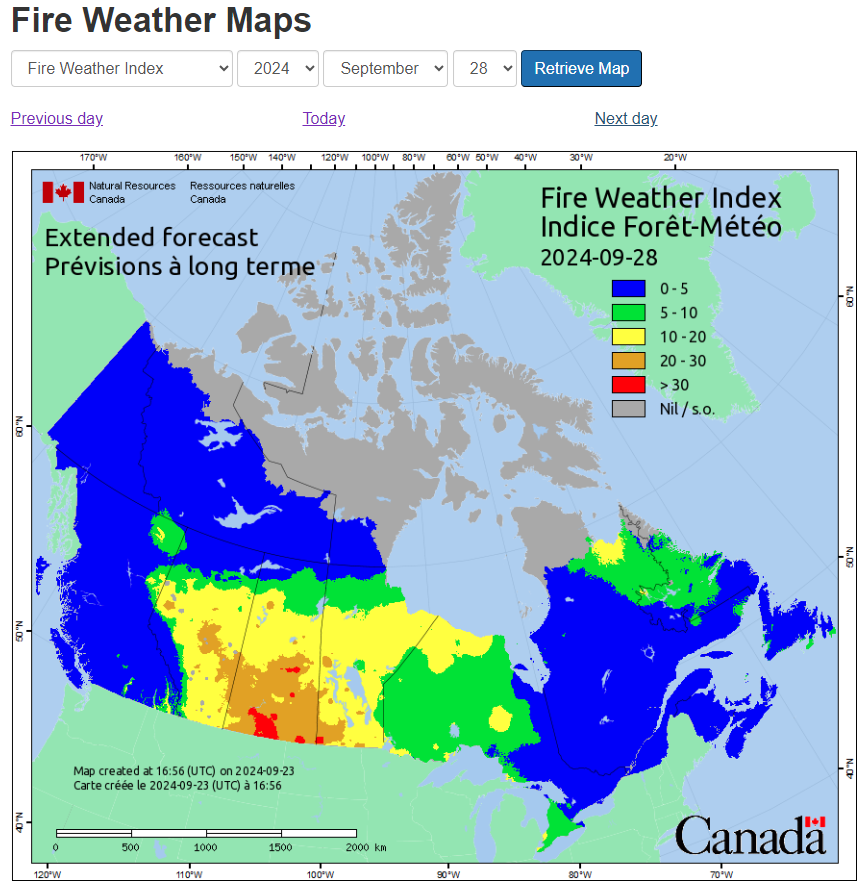 Fire Weather Maps
Fire Weather Index 2024 September 28 Retrieve Map
Previous day Today Next day
170°W 160°W 150°W 140°W 120°W 100°W 80°W 60°W 50°W 40°W 30°W 20°W
Natural Resources Ressources naturelles
Canada Canada
Extended forecast
Prévisions à long terme
Fire Weather Index
Indice Forêt-Météo
2024-09-28
0 - 5
5 - 10
10 - 20
20 - 30
> 30
Nil / s.o.
60°N 60°N
60°N
50°N
40°N
40°N
Map created at 16:56 (UTC) on 2024-09-23
Carte créée le 2024-09-23 (UTC) à 16:56
0 500 1000 1500 2000 km
Canada
120°W 110°W 100°W 90°W 80°W 70°W